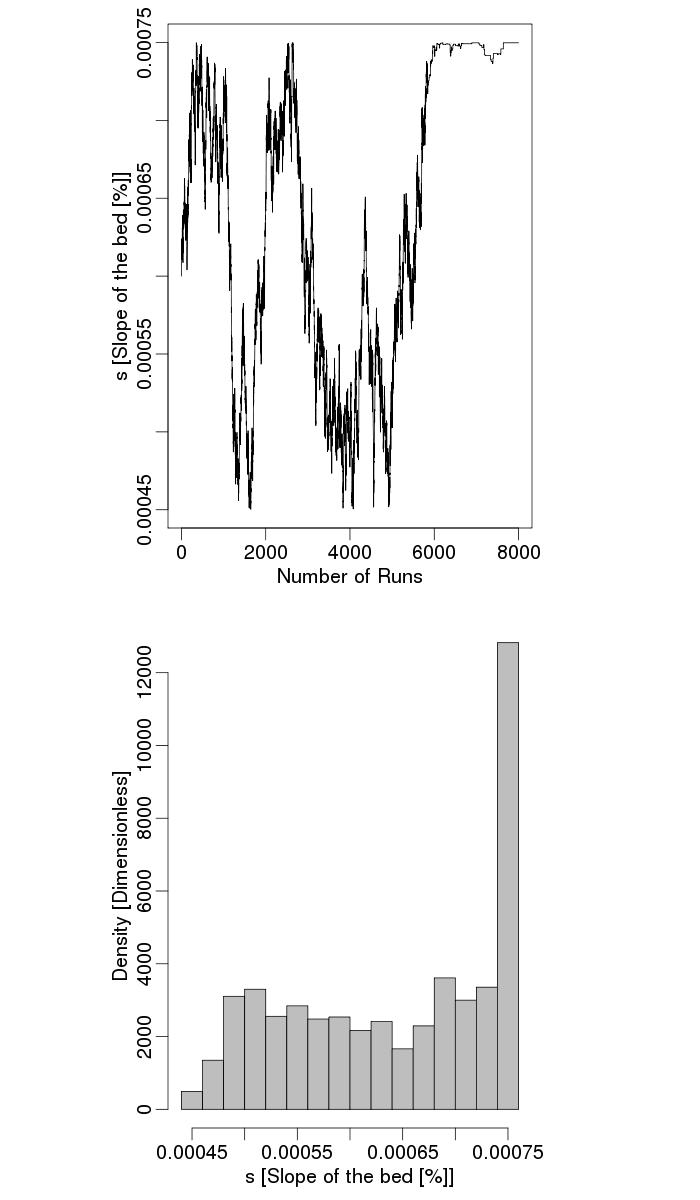 0.00075
0.00065
0.00055
0.00045
s [Slope of the bed [%]]
0 2000 4000 6000 8000
Number of Runs
12000
10000
8000
6000
4000
2000
0
Density [Dimensionless]
0.00045 0.00055 0.00065 0.00075
s [Slope of the bed [%]]